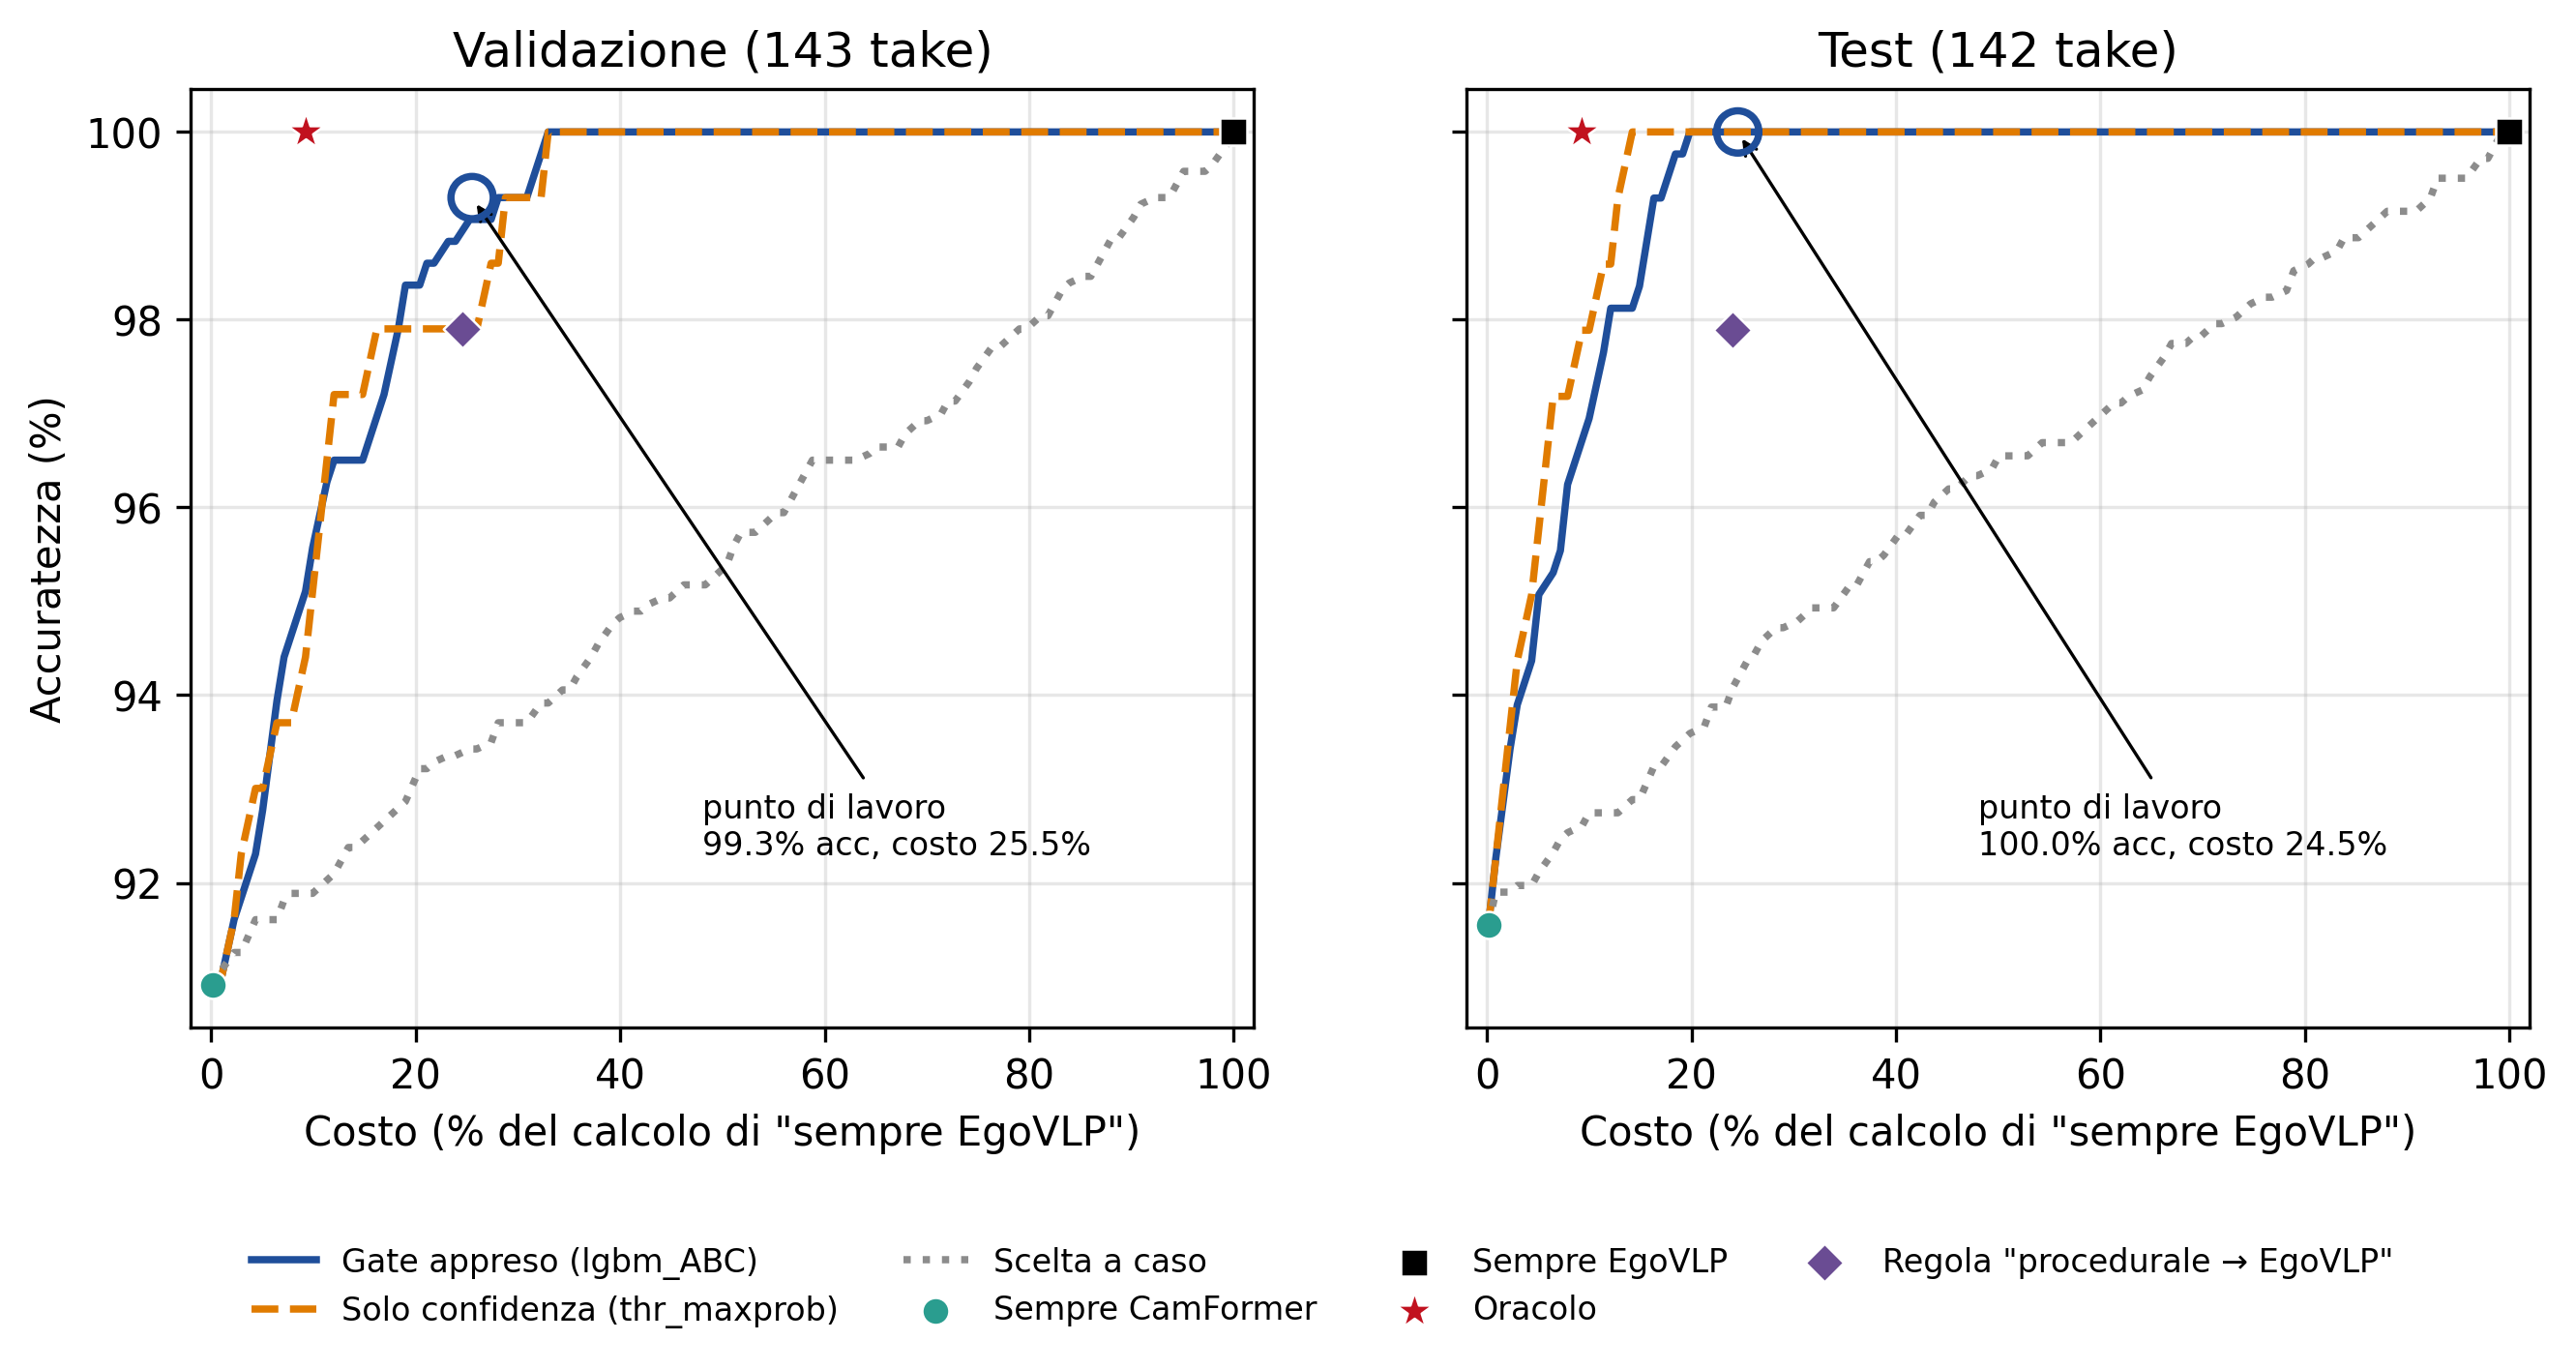 Validazione (143 take)
Accuratezza (%)
100
98
96
94
92
punto di lavoro
99.3% acc, costo 25.5%
0 20 40 60 80 100
Costo (% del calcolo di "sempre EgoVLP")
Test (142 take)
punto di lavoro
100.0% acc, costo 24.5%
0 20 40 60 80 100
Costo (% del calcolo di "sempre EgoVLP")
Gate appreso (lgbm_ABC)
Solo confidenza (thr_maxprob)
Scelta a caso
Sempre CamFormer
Sempre EgoVLP
Oracolo
Regola "procedurale → EgoVLP"